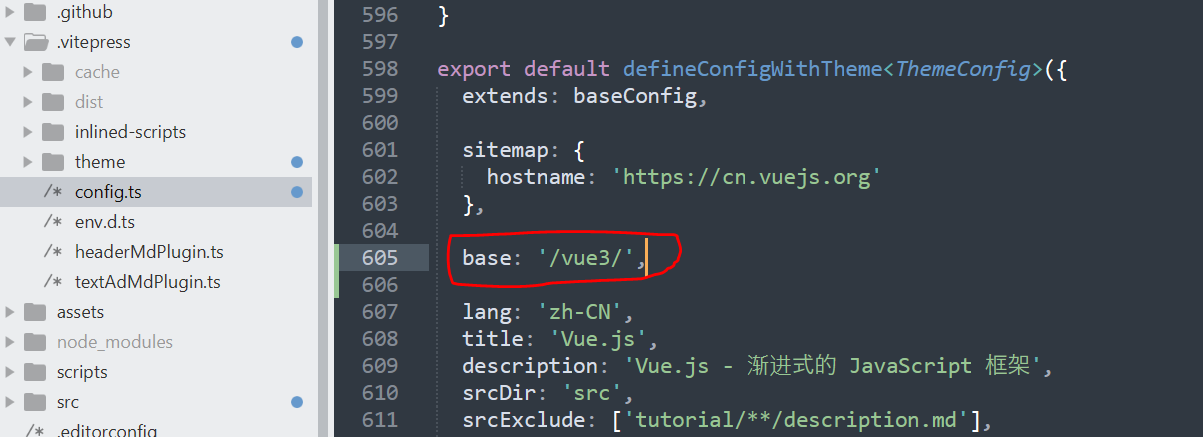 .github
.vitepress
cache
dist
inlined-scripts
theme
/* config.ts
/* env.d.ts
/* headerMdPlugin.ts
/* textAdMdPlugin.ts
assets
node_modules
scripts
src
/* .editorconfig
596 }
597
598 export default defineConfigWithTheme<ThemeConfig>({
599 extends: baseConfig,
600
601 sitemap: {
602 hostname: 'https://cn.vuejs.org'
603 },
604
605 base: '/vue3/',
606
607 lang: 'zh-CN',
608 title: 'Vue.js',
609 description: 'Vue.js - 渐进式的 JavaScript 框架',
610 srcDir: 'src',
611 srcExclude: ['tutorial/**/description.md'],